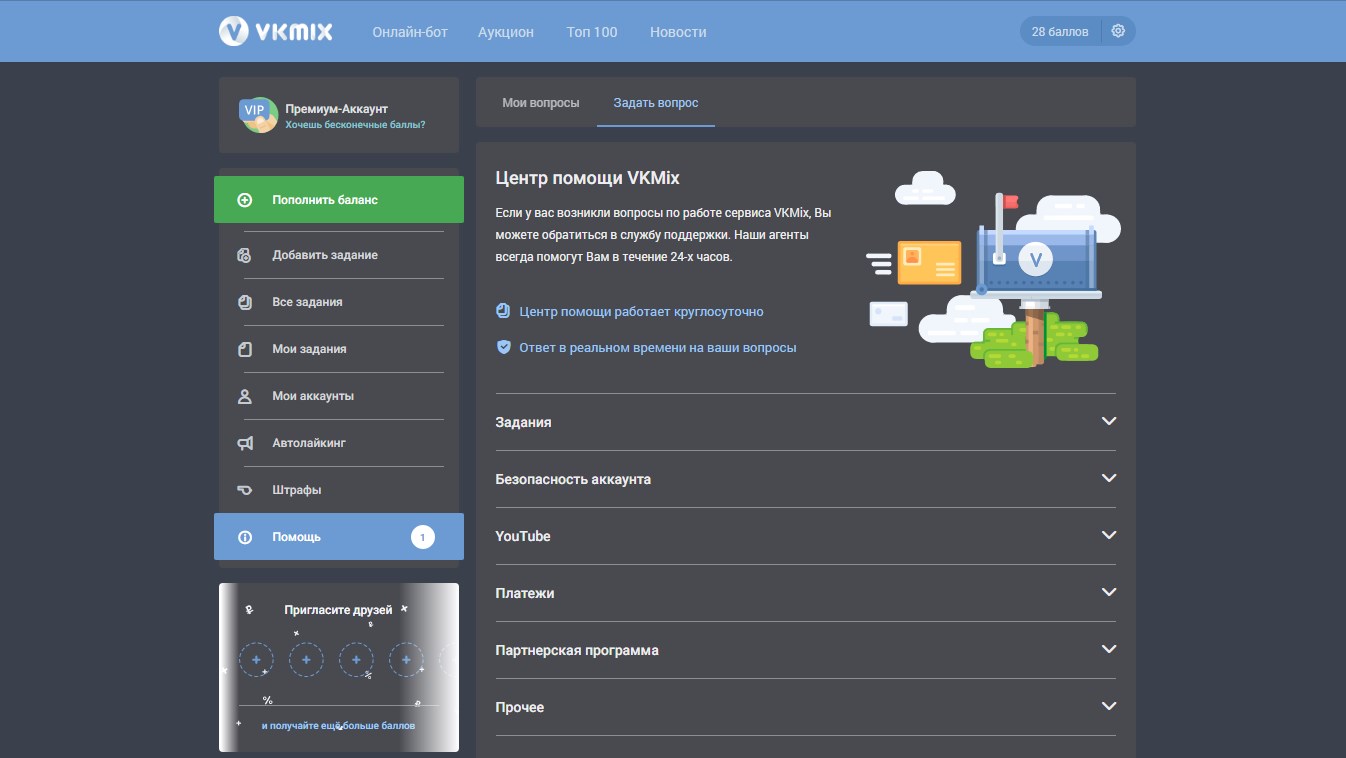 VKMIX
Онлайн-бот
Аукцион
Топ 100
Новости
28 баллов
VIP
Премиум-Аккаунт
Хочешь бесконечные баллы?
Пополнить баланс
Добавить задание
Все задания
Мои задания
Мои аккаунты
Автолайкинг
Штрафы
Помощь
1
Пригласите друзей
и получайте ещё больше баллов
Мои вопросы
Задать вопрос
Центр помощи VKMix
Если у вас возникли вопросы по работе сервиса VKMix, Вы
можете обратиться в службу поддержки. Наши агенты
всегда помогут Вам в течение 24-х часов.
Центр помощи работает круглосуточно
Ответ в реальном времени на ваши вопросы
Задания
Безопасность аккаунта
YouTube
Платежи
Партнерская программа
Прочее